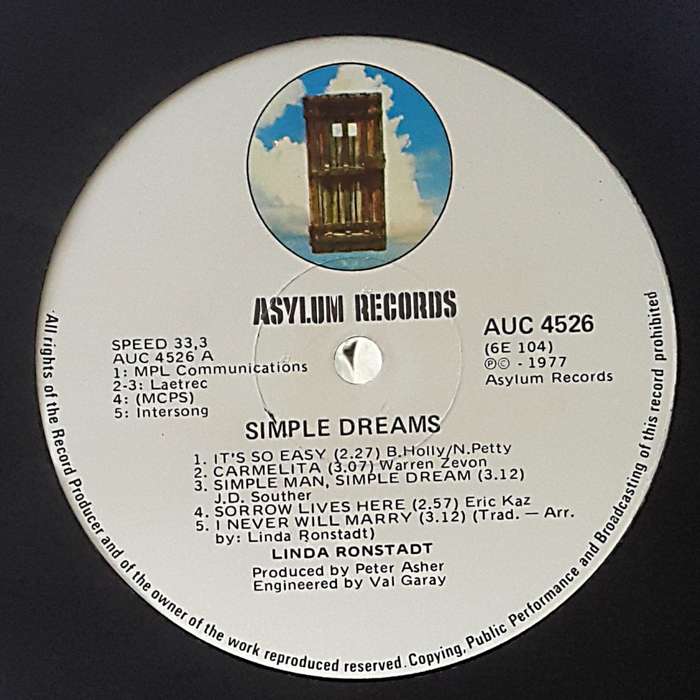 ASYLUM RECORDS
SPEED 33,3
AUC 4526 A
1: MPL Communications
2-3: Laetrec
4: (MCPS)
5: Intersong
AUC 4526
(6E 104)
Ⓟ© - 1977
Asylum Records
SIMPLE DREAMS
1. IT'S SO EASY (2.27) B.Holly/N.Petty
2. CARMELITA (3.07) Warren Zevon
3. SIMPLE MAN, SIMPLE DREAM (3.12)
J.D. Souther
4. SORROW LIVES HERE (2.57) Eric Kaz
5. I NEVER WILL MARRY (3.12) (Trad. — Arr.
by: Linda Ronstadt)
LINDA RONSTADT
Produced by Peter Asher
Engineered by Val Garay
All rights of the Record Producer and of the owner of the work reproduced reserved. Copying, Public Performance and Broadcasting of this record prohibited